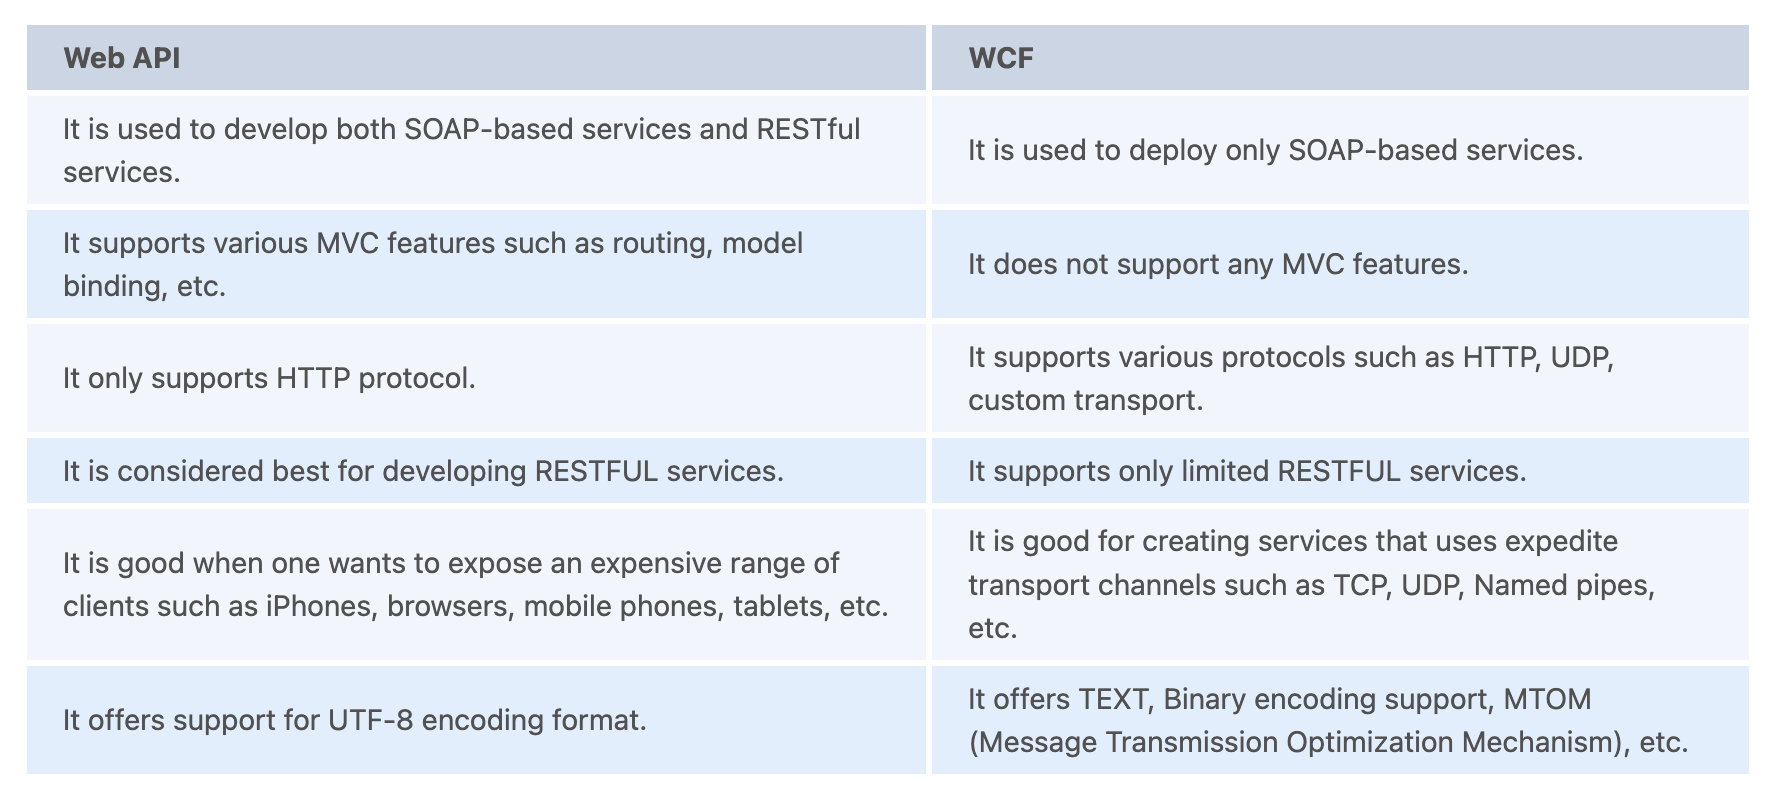 Web API
WCF
It is used to develop both SOAP-based services and RESTful
services.
It is used to deploy only SOAP-based services.
It supports various MVC features such as routing, model
binding, etc.
It does not support any MVC features.
It only supports HTTP protocol.
It supports various protocols such as HTTP, UDP,
custom transport.
It is considered best for developing RESTFUL services.
It supports only limited RESTFUL services.
It is good when one wants to expose an expensive range of
clients such as iPhones, browsers, mobile phones, tablets, etc.
It is good for creating services that uses expedite
transport channels such as TCP, UDP, Named pipes,
etc.
It offers support for UTF-8 encoding format.
It offers TEXT, Binary encoding support, MTOM
(Message Transmission Optimization Mechanism), etc.